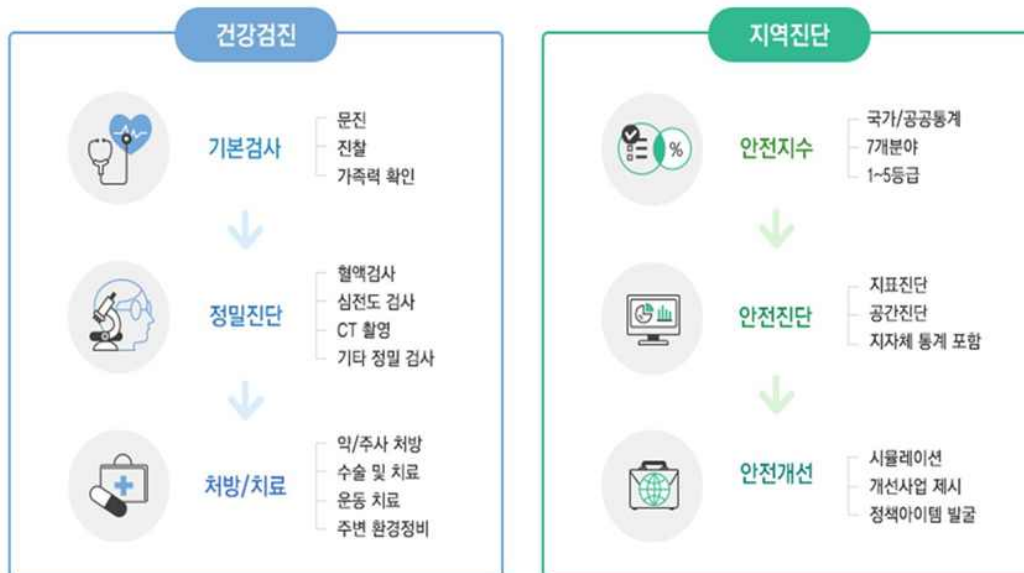 건강검진
기본검사
문진
진찰
가족력 확인
정밀진단
혈액검사
심전도 검사
CT 촬영
기타 정밀 검사
처방/치료
약/주사 처방
수술 및 치료
운동 치료
주변 환경정비
지역진단
%
안전지수
국가/공공통계
7개분야
1~5등급
안전진단
지표진단
공간진단
지자체 통계 포함
안전개선
시뮬레이션
개선사업 제시
정책아이템 발굴